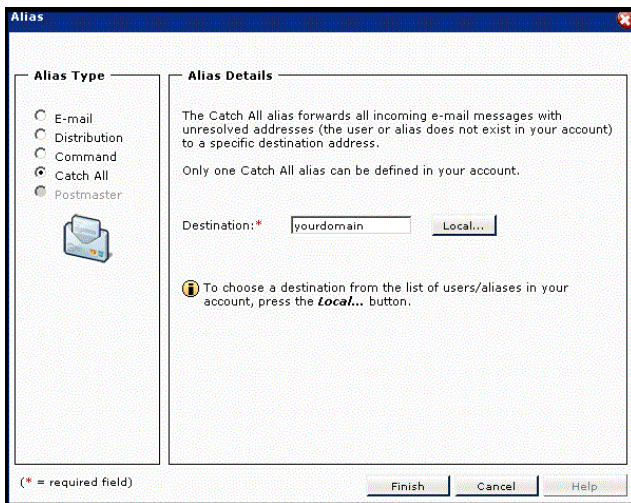 Alias
Alias Type
E-mail
Distribution
Command
Catch All
Postmaster
Alias Details
The Catch All alias forwards all incoming e-mail messages with
unresolved addresses (the user or alias does not exist in your account)
to a specific destination address.
Only one Catch All alias can be defined in your account.
Destination:* yourdomain Local...
To choose a destination from the list of users/aliases in your
account, press the Local... button.
(* = required field) Finish Cancel Help